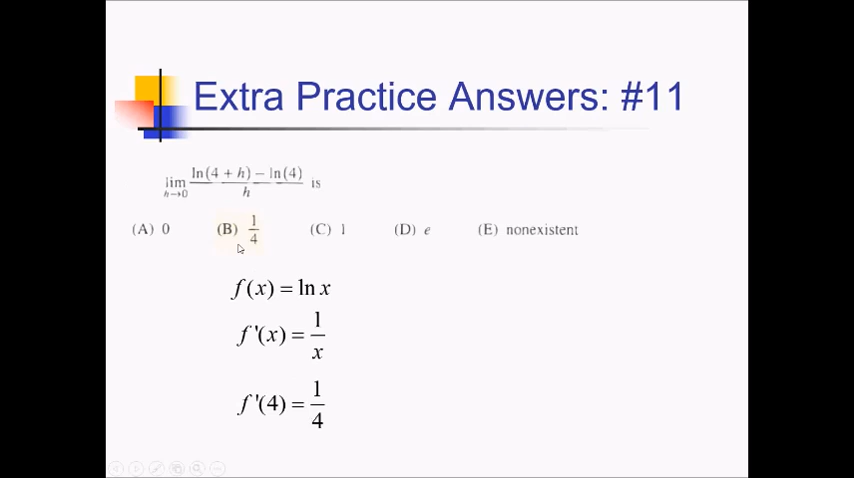 Extra Practice Answers: #11
lim h→0 ln(4 + h) − ln(4) / h is
(A) 0 (B) 1/4 (C) 1 (D) e (E) nonexistent
f(x) = ln x
f'(x) = 1/x
f'(4) = 1/4